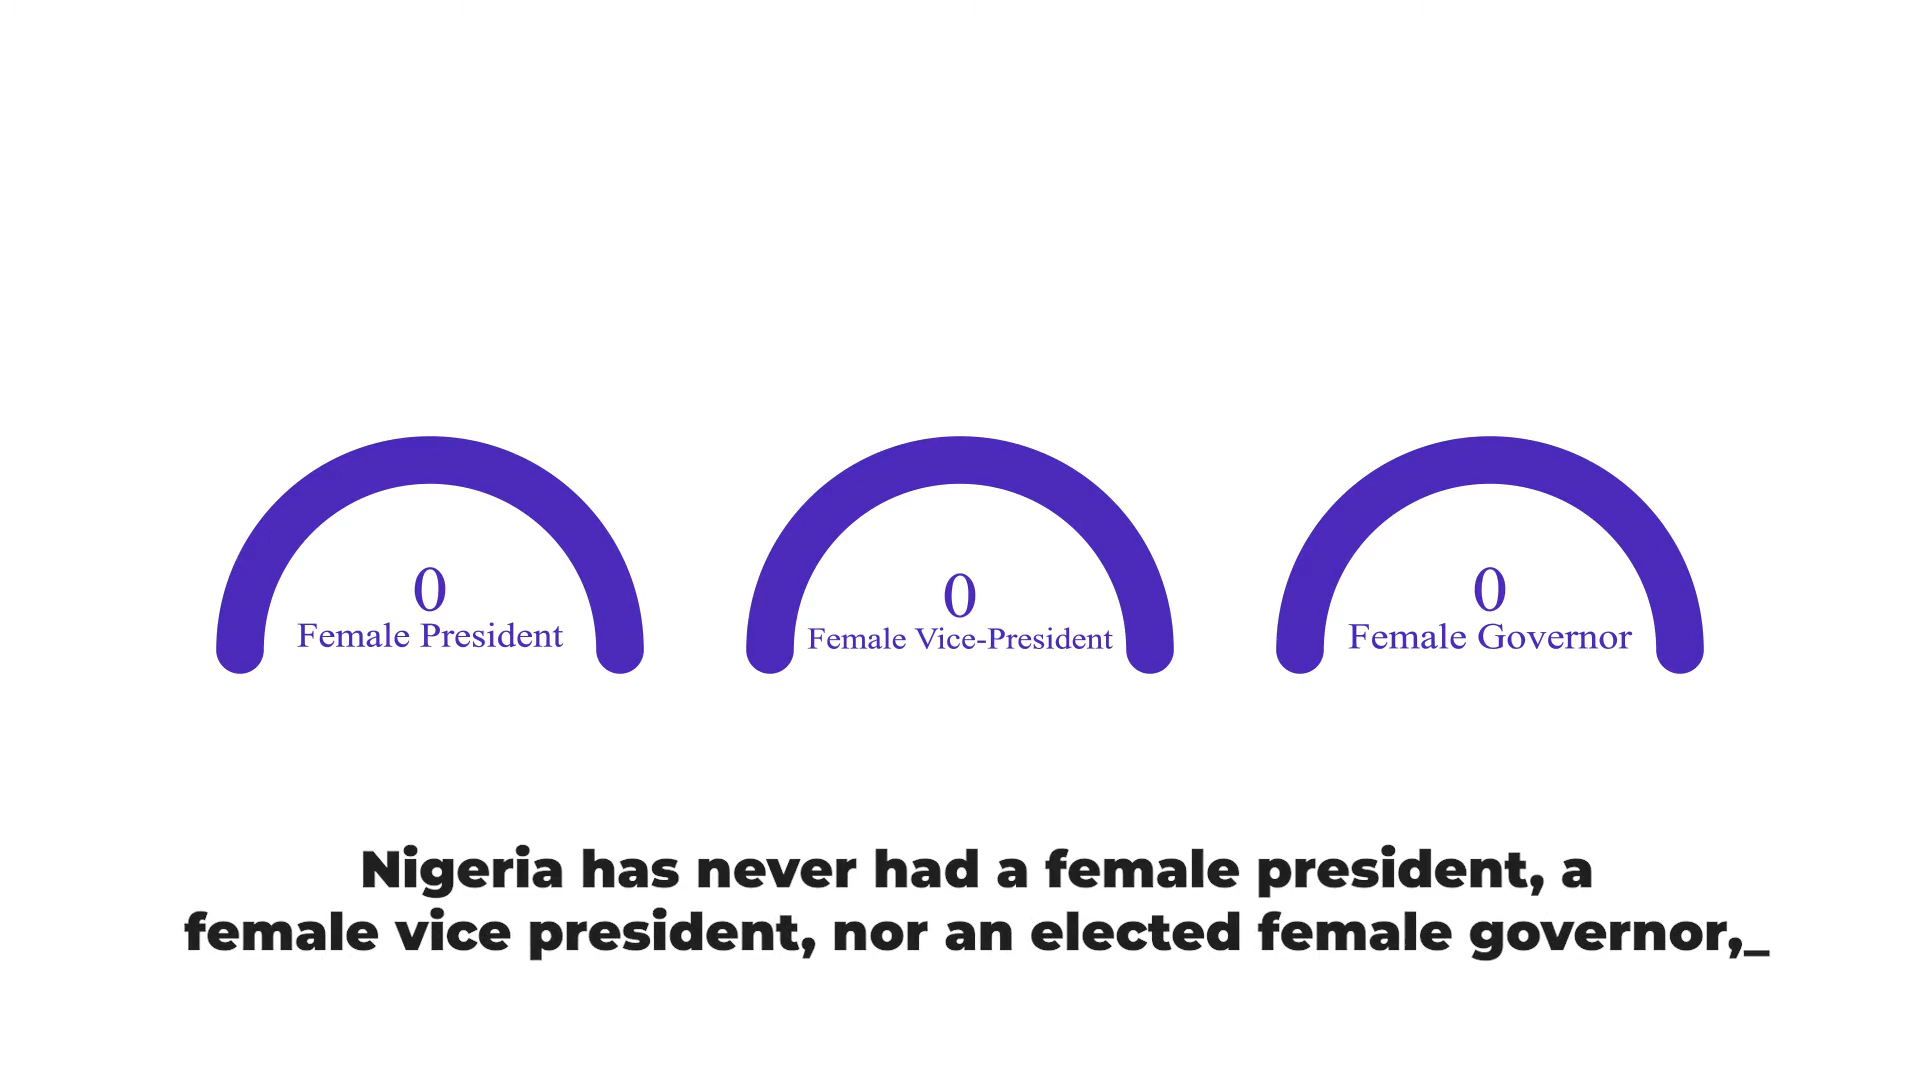 0
Female President
0
Female Vice-President
0
Female Governor
Nigeria has never had a female president, a
female vice president, nor an elected female governor,_